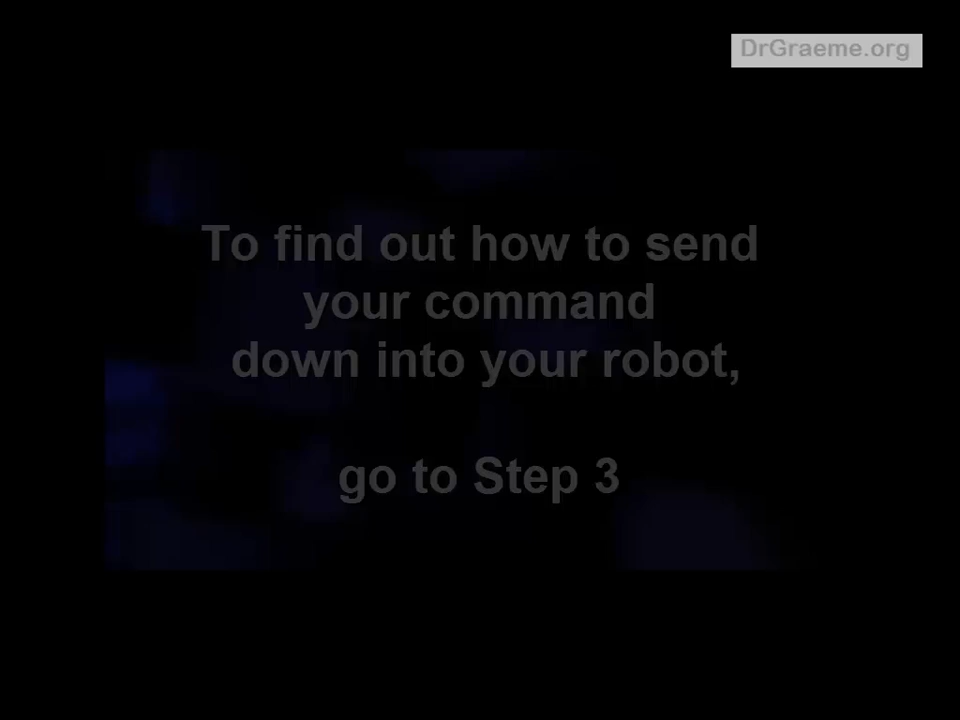 DrGraeme.org
To find out how to send
your command
down into your robot,
go to Step 3